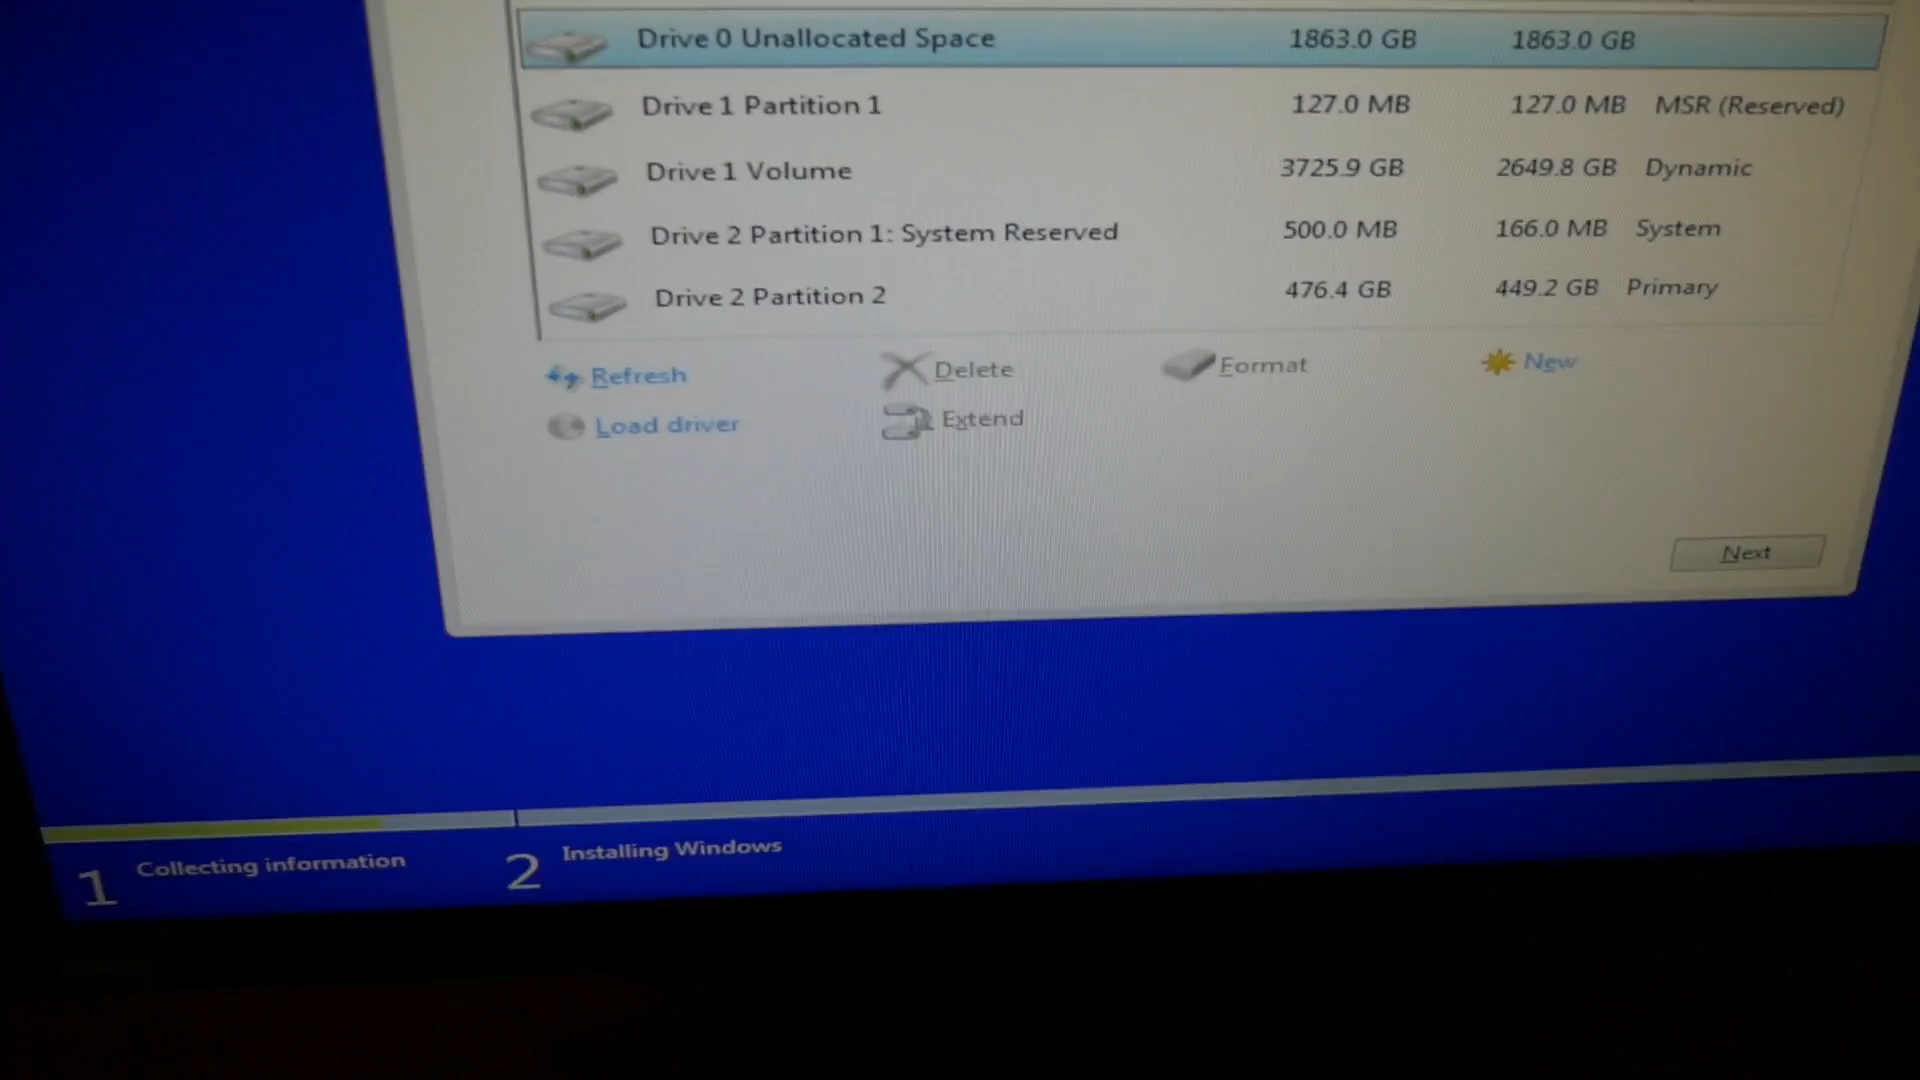 Drive 0 Unallocated Space 1863.0 GB 1863.0 GB
Drive 1 Partition 1 127.0 MB 127.0 MB MSR (Reserved)
Drive 1 Volume 3725.9 GB 2649.8 GB Dynamic
Drive 2 Partition 1: System Reserved 500.0 MB 166.0 MB System
Drive 2 Partition 2 476.4 GB 449.2 GB Primary
Refresh Delete Format New
Load driver Extend
Next
1 Collecting information 2 Installing Windows